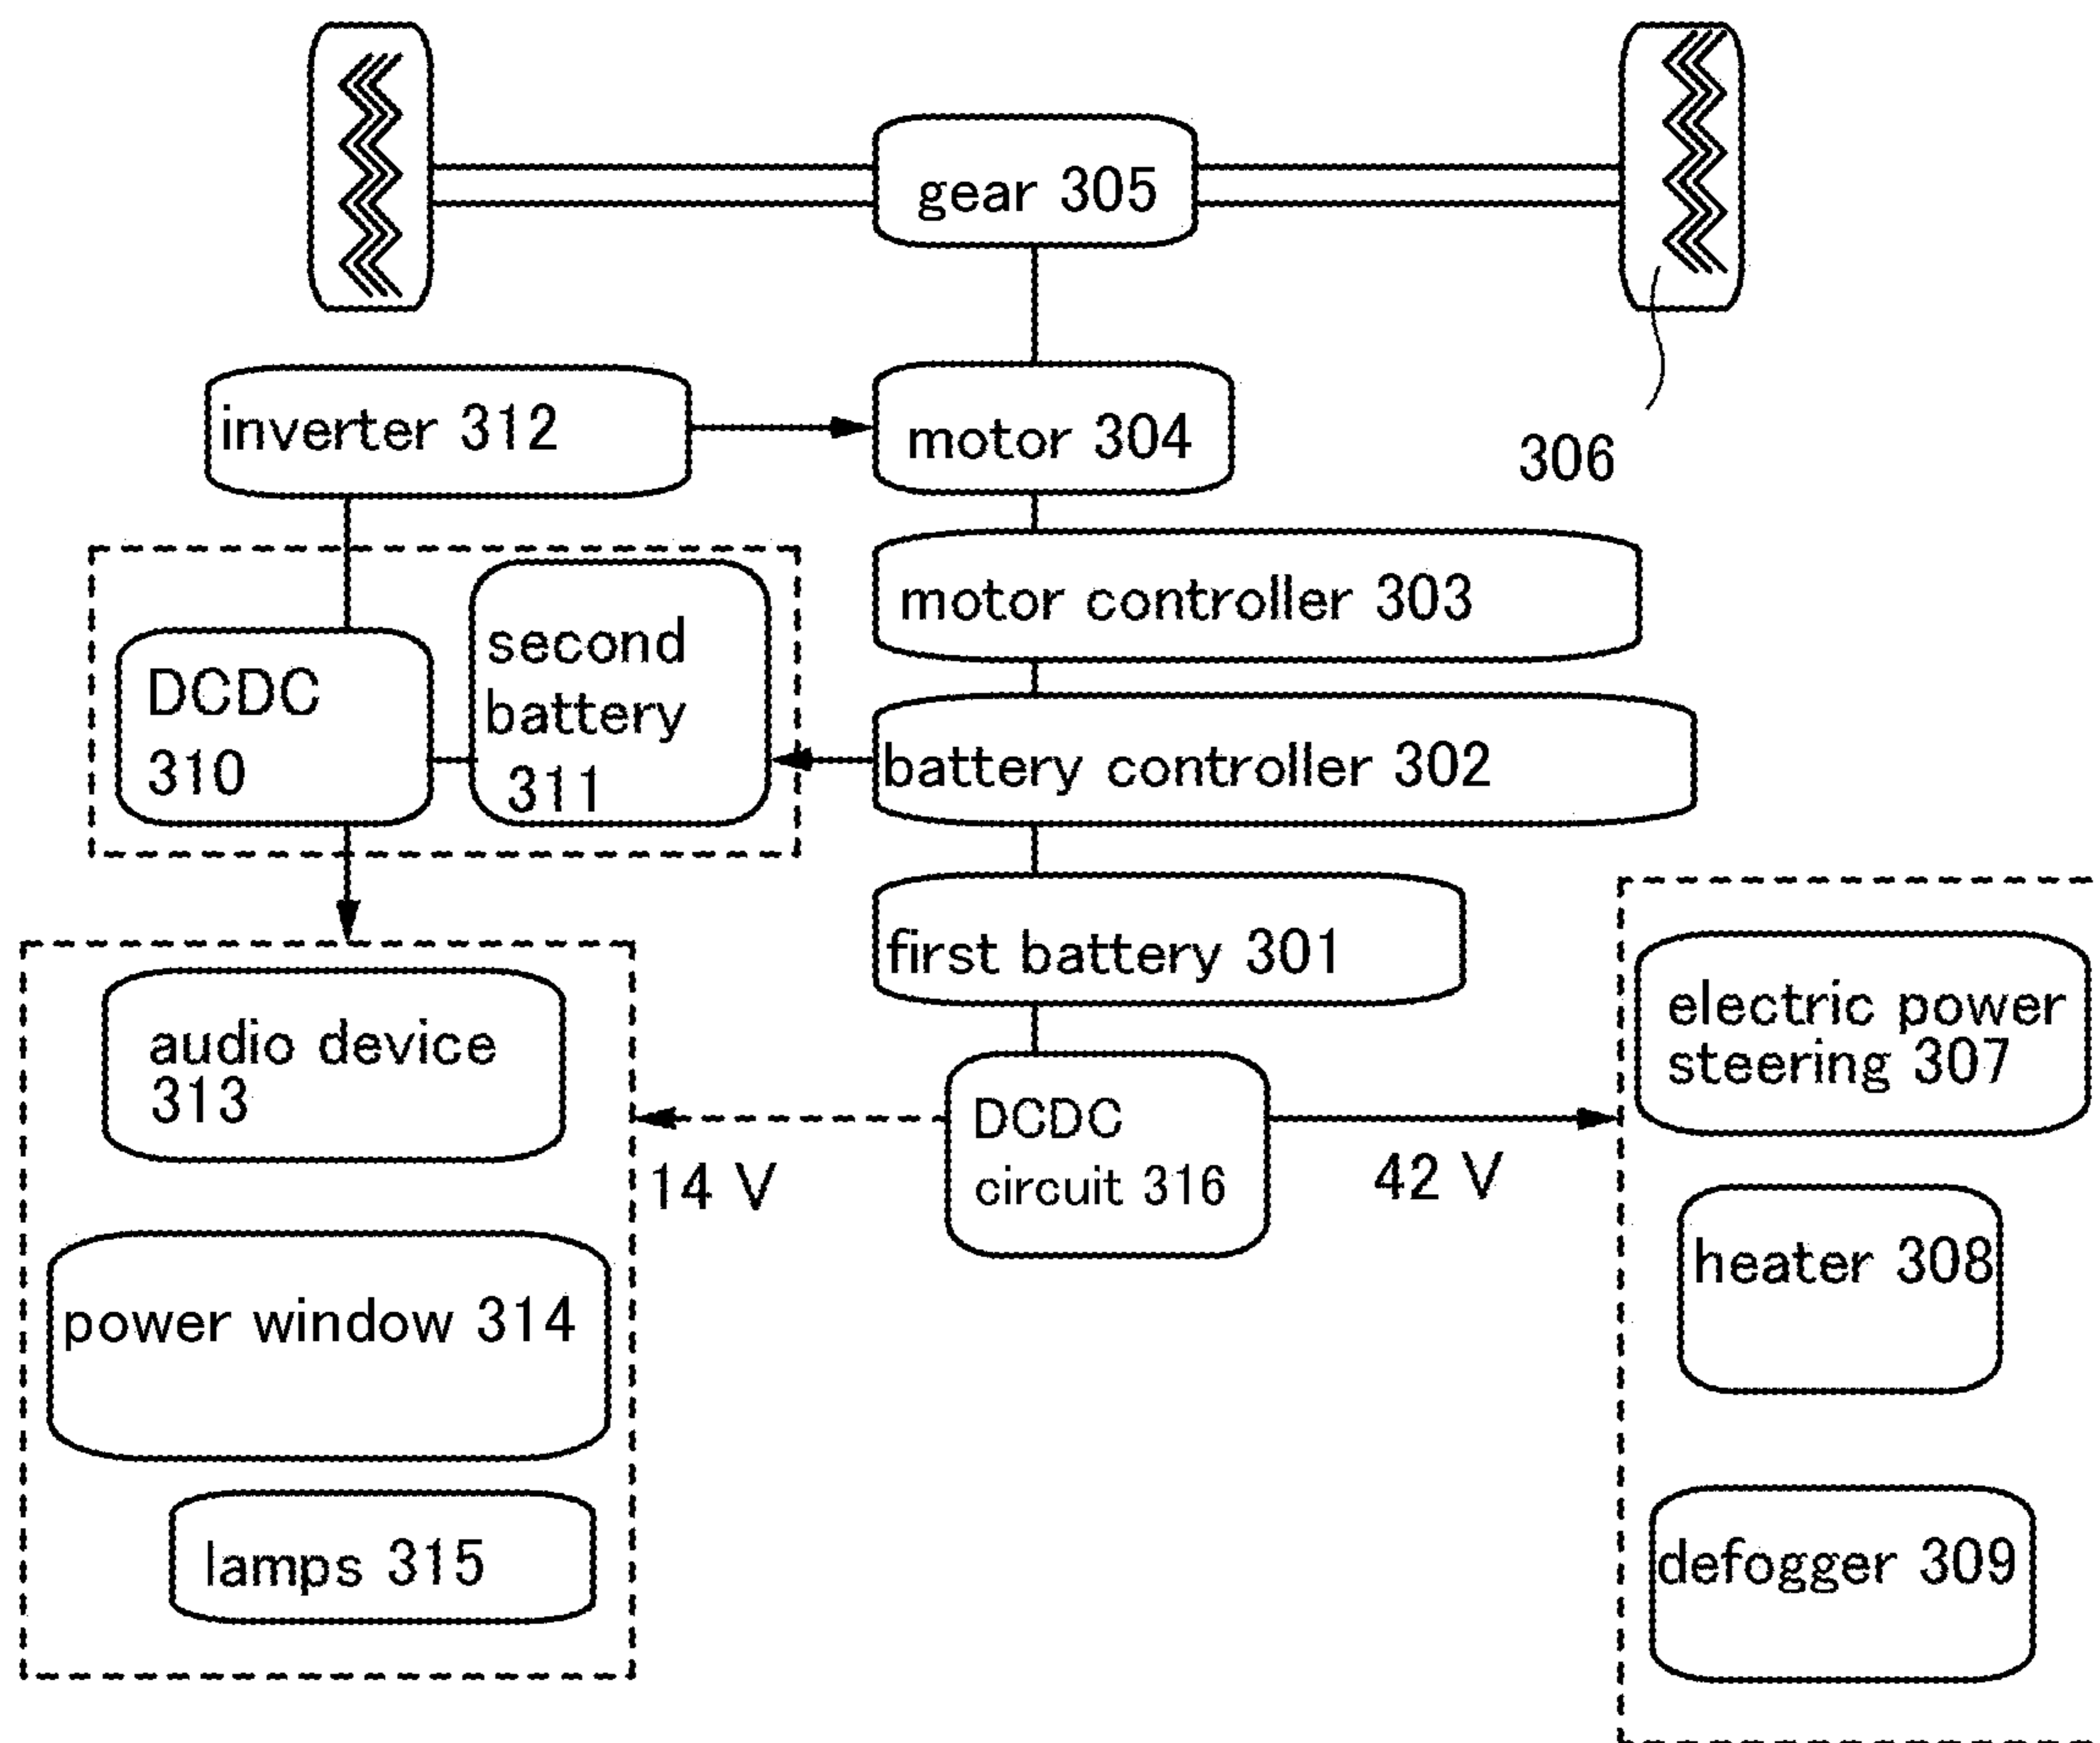 gear 305
inverter 312
motor 304
306
motor controller 303
second
battery
311
DCDC
310
battery controller 302
first battery 301
electric power
steering 307
audio device
313
DCDC
circuit 316
14 V
42 V
heater 308
power window 314
lamps 315
defogger 309